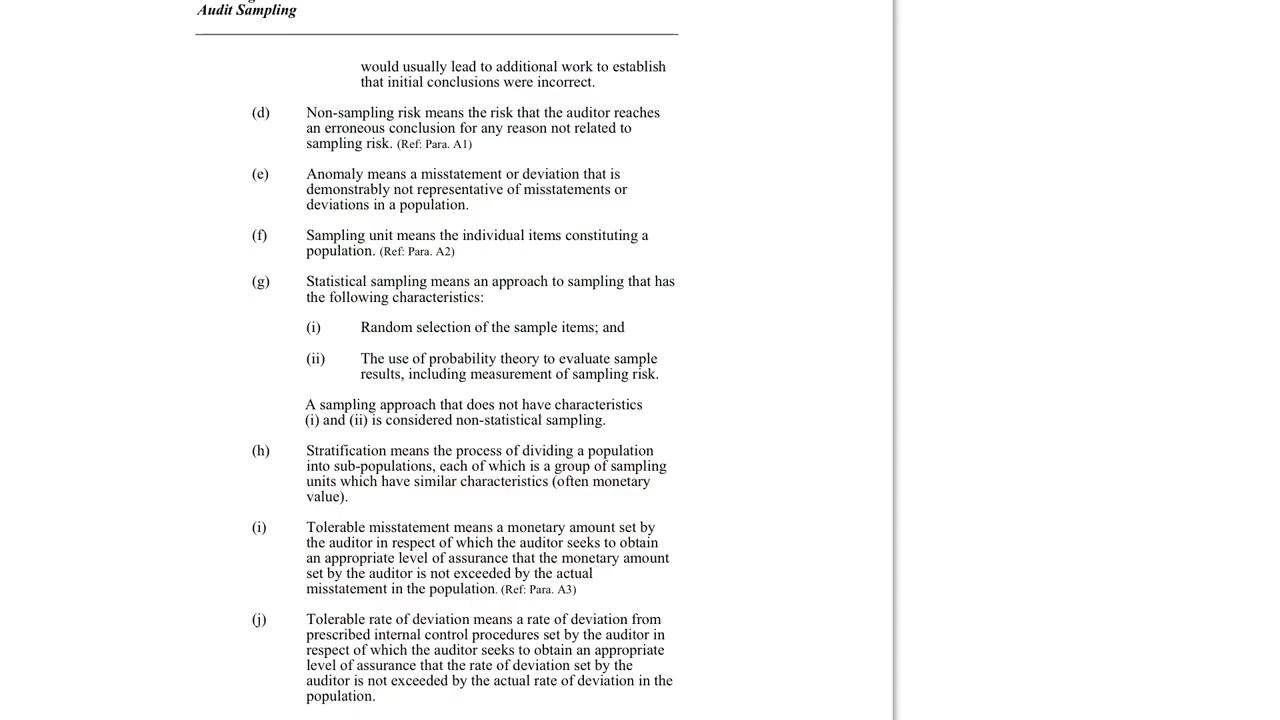 Audit Sampling
would usually lead to additional work to establish
that initial conclusions were incorrect.
(d) Non-sampling risk means the risk that the auditor reaches
an erroneous conclusion for any reason not related to
sampling risk. (Ref: Para. A1)
(e) Anomaly means a misstatement or deviation that is
demonstrably not representative of misstatements or
deviations in a population.
(f) Sampling unit means the individual items constituting a
population. (Ref: Para. A2)
(g) Statistical sampling means an approach to sampling that has
the following characteristics:
(i) Random selection of the sample items; and
(ii) The use of probability theory to evaluate sample
results, including measurement of sampling risk.
A sampling approach that does not have characteristics
(i) and (ii) is considered non-statistical sampling.
(h) Stratification means the process of dividing a population
into sub-populations, each of which is a group of sampling
units which have similar characteristics (often monetary
value).
(i) Tolerable misstatement means a monetary amount set by
the auditor in respect of which the auditor seeks to obtain
an appropriate level of assurance that the monetary amount
set by the auditor is not exceeded by the actual
misstatement in the population. (Ref: Para. A3)
(j) Tolerable rate of deviation means a rate of deviation from
prescribed internal control procedures set by the auditor in
respect of which the auditor seeks to obtain an appropriate
level of assurance that the rate of deviation set by the
auditor is not exceeded by the actual rate of deviation in the
population.